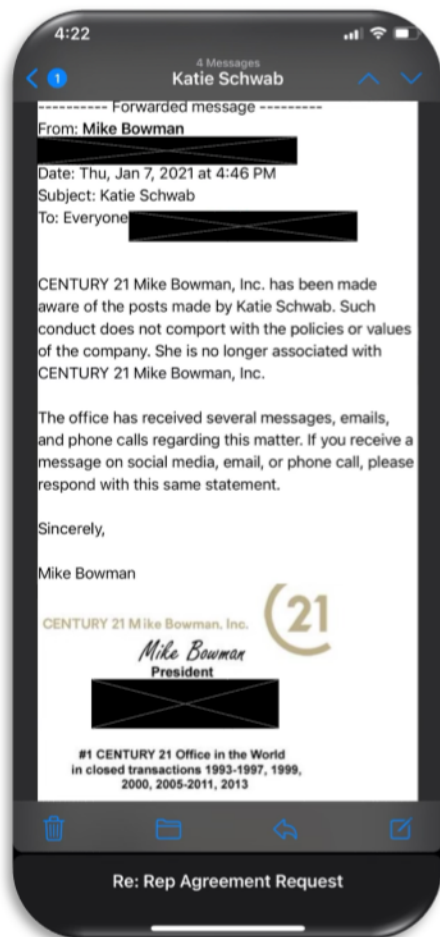 4:22
1
4 Messages
Katie Schwab
---------- Forwarded message ---------
From: Mike Bowman
Date: Thu, Jan 7, 2021 at 4:46 PM
Subject: Katie Schwab
To: Everyone
CENTURY 21 Mike Bowman, Inc. has been made
aware of the posts made by Katie Schwab. Such
conduct does not comport with the policies or values
of the company. She is no longer associated with
CENTURY 21 Mike Bowman, Inc.
The office has received several messages, emails,
and phone calls regarding this matter. If you receive a
message on social media, email, or phone call, please
respond with this same statement.
Sincerely,
Mike Bowman
CENTURY 21 Mike Bowman, Inc.
21
Mike Bowman
President
#1 CENTURY 21 Office in the World
in closed transactions 1993-1997, 1999,
2000, 2005-2011, 2013
Re: Rep Agreement Request